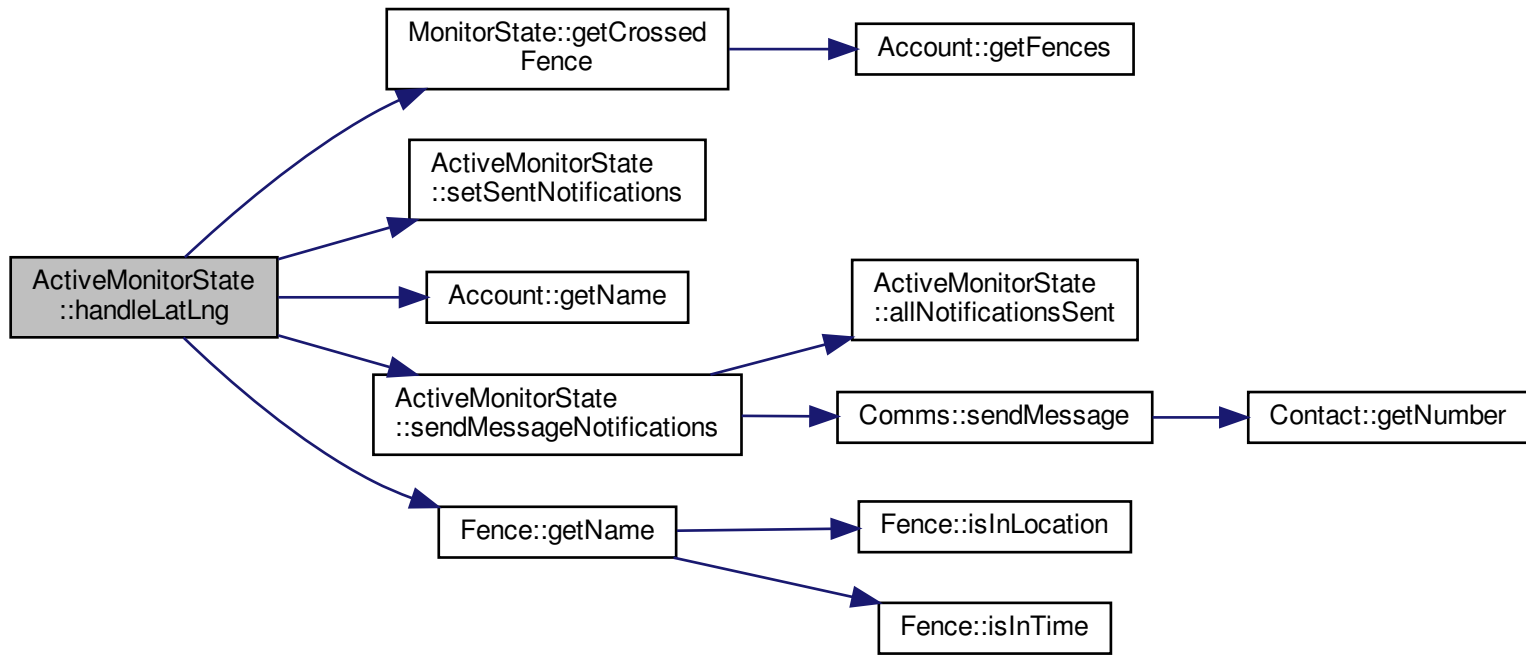 MonitorState::getCrossed
Fence
Account::getFences
ActiveMonitorState
::setSentNotifications
ActiveMonitorState
::handleLatLng
Account::getName
ActiveMonitorState
::allNotificationsSent
ActiveMonitorState
::sendMessageNotifications
Comms::sendMessage
Contact::getNumber
Fence::getName
Fence::isInLocation
Fence::isInTime